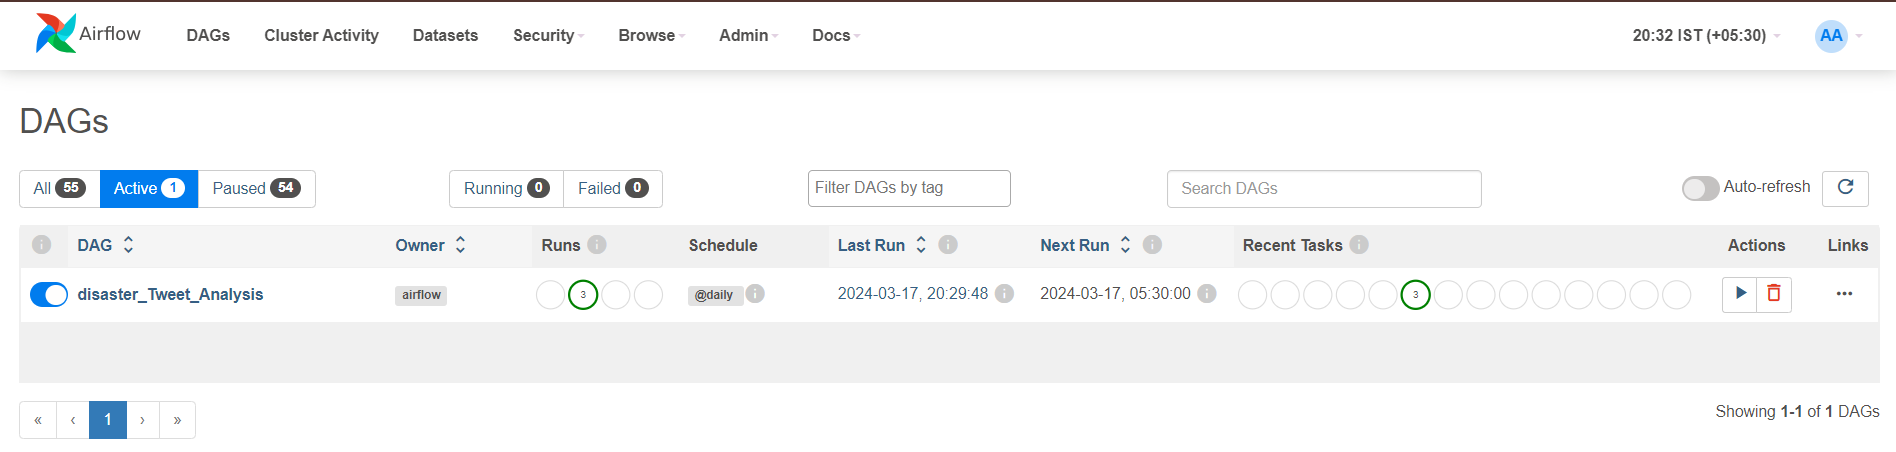 Airflow DAGs Cluster Activity Datasets Security Browse Admin Docs 20:32 IST (+05:30) AA
DAGs
All 55 Active 1 Paused 54 Running 0 Failed 0 Filter DAGs by tag Search DAGs Auto-refresh
i DAG Owner Runs i Schedule Last Run i Next Run i Recent Tasks i Actions Links
disaster_Tweet_Analysis airflow 3 @daily i 2024-03-17, 20:29:48 i 2024-03-17, 05:30:00 i 3 ...
« ‹ 1 › » Showing 1-1 of 1 DAGs